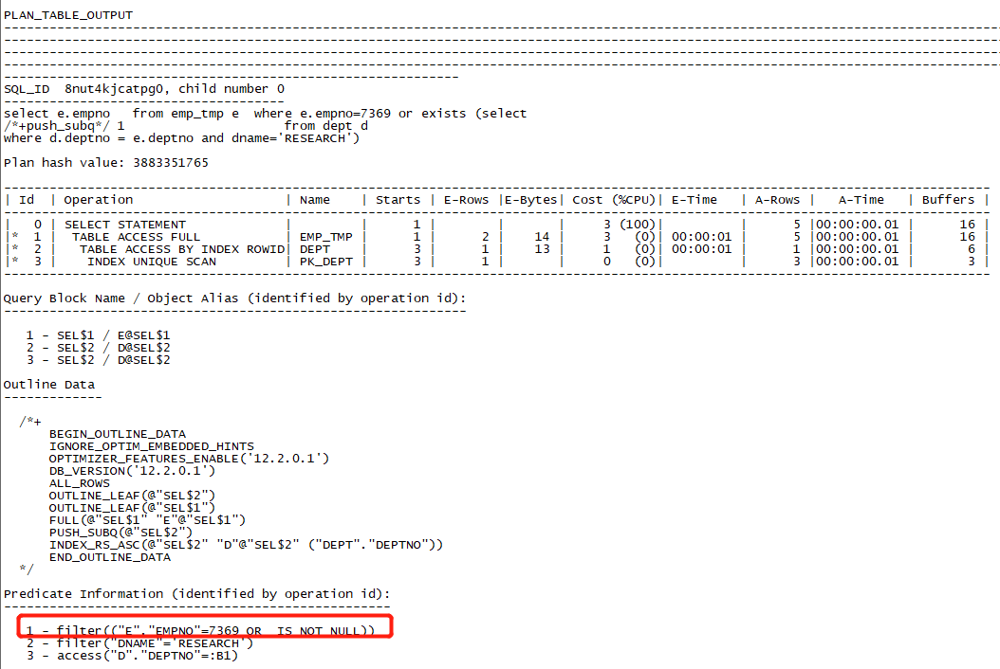 PLAN_TABLE_OUTPUT
------------------------------------------------------------------------------------------------------------------------------------
------------------------------------------------------------------------------------------------------------------------------------
------------------------------------------------------------------------------------------------------------------------------------
------------------------------------------------------------------------------------------------------------------------------------
------------------------------------------------------------
SQL_ID  8nut4kjcatpg0, child number 0
-------------------------------------
select e.empno   from emp_tmp e  where e.empno=7369 or exists (select
/*+push_subq*/ 1                     from dept d
where d.deptno = e.deptno and dname='RESEARCH')
Plan hash value: 3883351765
----------------------------------------------------------------------------------------------------------------------------------
| Id  | Operation                    | Name    | Starts | E-Rows |E-Bytes| Cost (%CPU)| E-Time   | A-Rows |   A-Time   | Buffers |
----------------------------------------------------------------------------------------------------------------------------------
|   0 | SELECT STATEMENT             |         |      1 |        |       |     3 (100)|          |      5 |00:00:00.01 |      16 |
|*  1 |  TABLE ACCESS FULL           | EMP_TMP |      1 |      2 |    14 |     3   (0)| 00:00:01 |      5 |00:00:00.01 |      16 |
|*  2 |   TABLE ACCESS BY INDEX ROWID| DEPT    |      3 |      1 |    13 |     1   (0)| 00:00:01 |      1 |00:00:00.01 |       6 |
|*  3 |    INDEX UNIQUE SCAN         | PK_DEPT |      3 |      1 |       |     0   (0)|          |      3 |00:00:00.01 |       3 |
----------------------------------------------------------------------------------------------------------------------------------
Query Block Name / Object Alias (identified by operation id):
-------------------------------------------------------------
   1 - SEL$1 / E@SEL$1
   2 - SEL$2 / D@SEL$2
   3 - SEL$2 / D@SEL$2
Outline Data
-------------
  /*+
      BEGIN_OUTLINE_DATA
      IGNORE_OPTIM_EMBEDDED_HINTS
      OPTIMIZER_FEATURES_ENABLE('12.2.0.1')
      DB_VERSION('12.2.0.1')
      ALL_ROWS
      OUTLINE_LEAF(@"SEL$2")
      OUTLINE_LEAF(@"SEL$1")
      FULL(@"SEL$1" "E"@"SEL$1")
      PUSH_SUBQ(@"SEL$2")
      INDEX_RS_ASC(@"SEL$2" "D"@"SEL$2" ("DEPT"."DEPTNO"))
      END_OUTLINE_DATA
  */
Predicate Information (identified by operation id):
---------------------------------------------------
   1 - filter(("E"."EMPNO"=7369 OR  IS NOT NULL))
   2 - filter("DNAME"='RESEARCH')
   3 - access("D"."DEPTNO"=:B1)